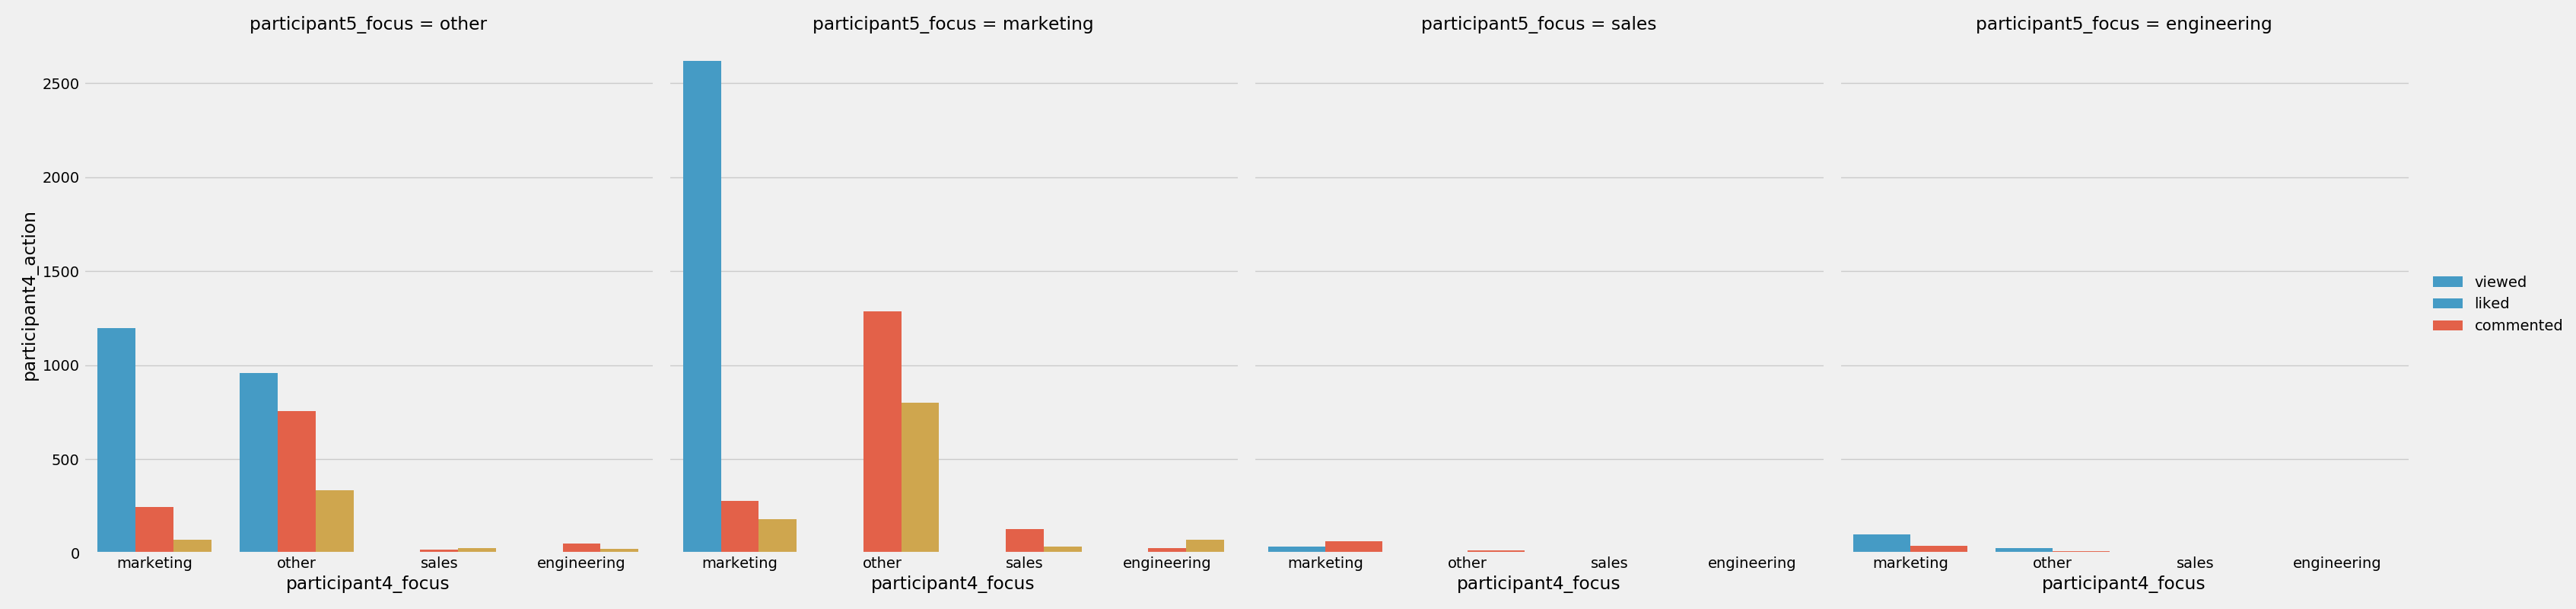 participant5_focus = other
participant5_focus = marketing
participant5_focus = sales
participant5_focus = engineering
participant4_action
2500
2000
1500
1000
500
0
marketing other sales engineering
participant4_focus
marketing other sales engineering
participant4_focus
marketing other sales engineering
participant4_focus
marketing other sales engineering
participant4_focus
viewed
liked
commented